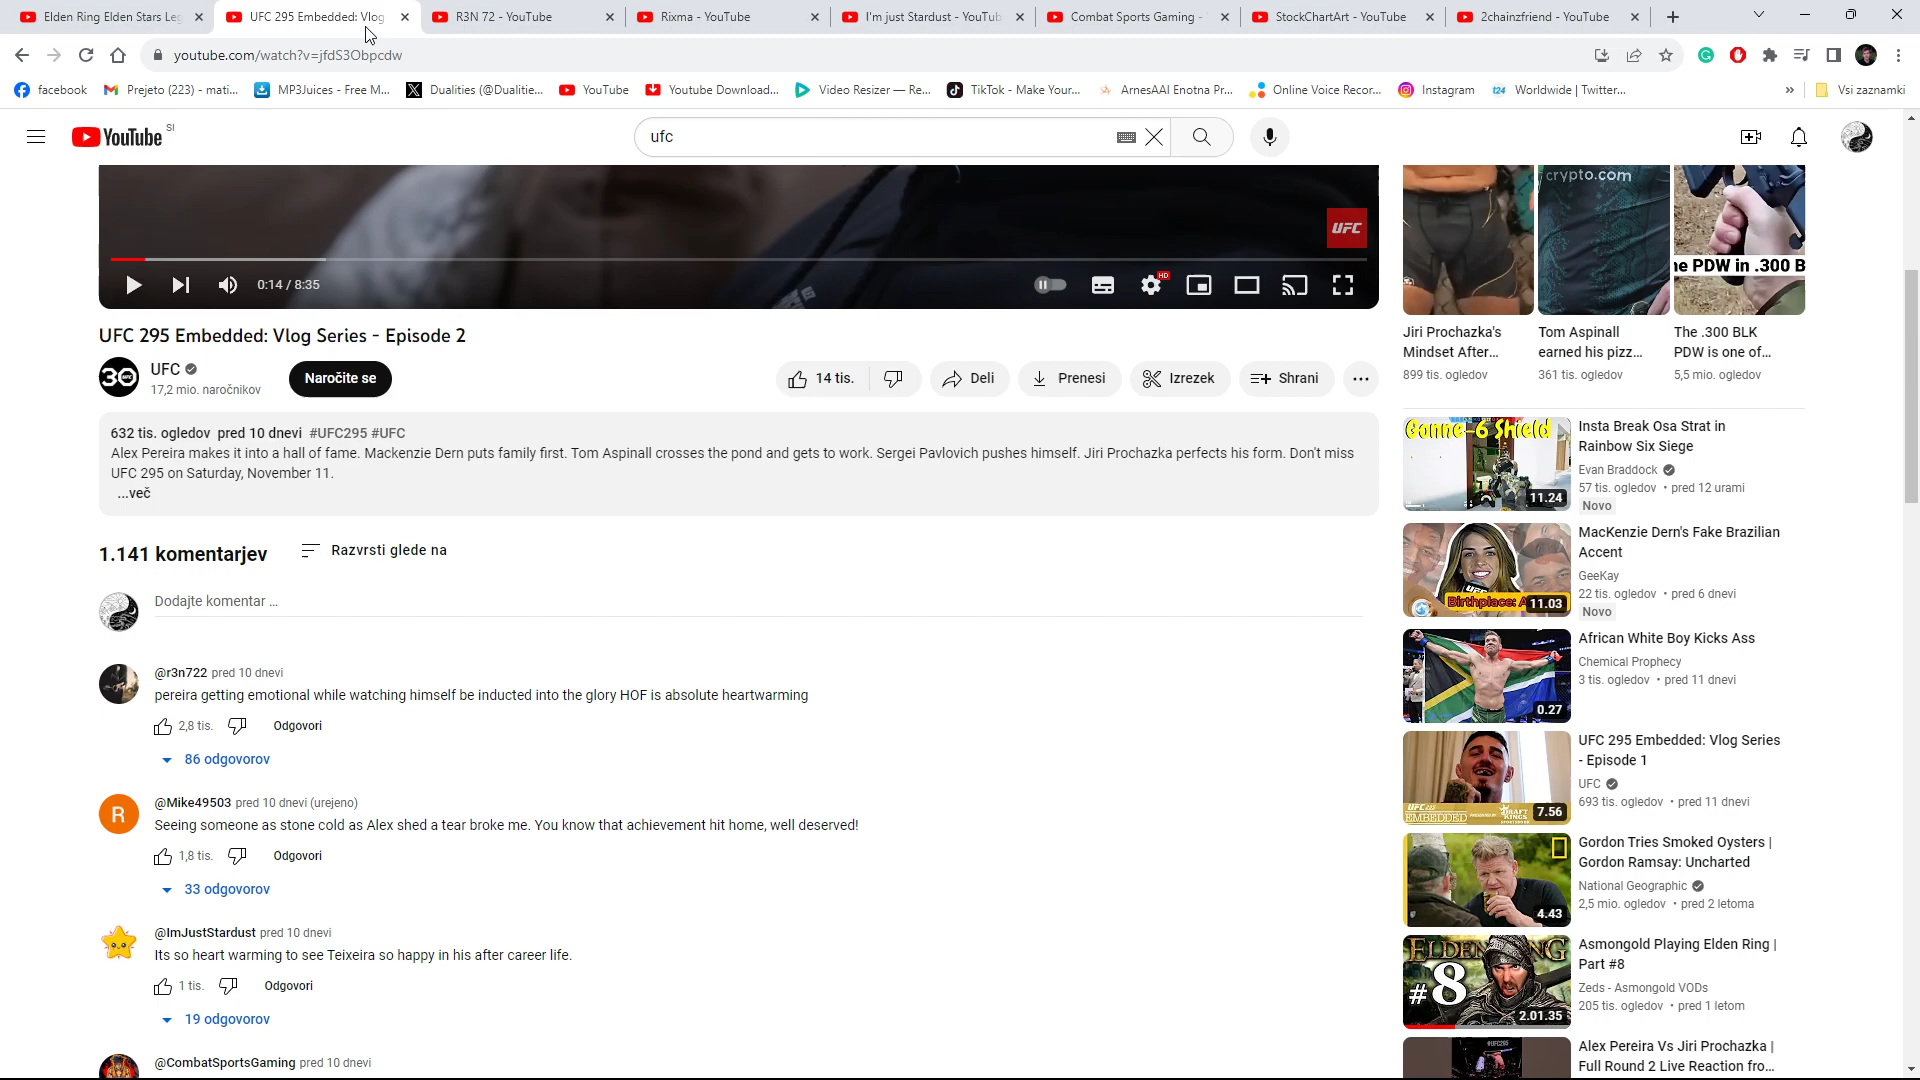 Elden Ring Elden Stars Leg
UFC 295 Embedded: Vlog
R3N 72 - YouTube
Rixma - YouTube
I'm just Stardust - YouTub
Combat Sports Gaming -
StockChartArt - YouTube
2chainzfriend - YouTube
youtube.com/watch?v=jfdS3Obpcdw
facebook
Prejeto (223) - mati...
MP3Juices - Free M...
Dualities (@Dualitie...
YouTube
Youtube Download...
Video Resizer — Re...
TikTok - Make Your...
ArnesAAI Enotna Pr...
Online Voice Recor...
Instagram
t24 Worldwide | Twitter...
»
Vsi zaznamki
YouTube SI
ufc
UFC
0:14 / 8:35
HD
crypto.com
ne PDW in .300 B
UFC 295 Embedded: Vlog Series - Episode 2
UFC
17,2 mio. naročnikov
Naročite se
14 tis.
Deli
Prenesi
Izrezek
Shrani
632 tis. ogledov pred 10 dnevi #UFC295 #UFC
Alex Pereira makes it into a hall of fame. Mackenzie Dern puts family first. Tom Aspinall crosses the pond and gets to work. Sergei Pavlovich pushes himself. Jiri Prochazka perfects his form. Don't miss
UFC 295 on Saturday, November 11.
...več
1.141 komentarjev
Razvrsti glede na
Dodajte komentar ...
@r3n722 pred 10 dnevi
pereira getting emotional while watching himself be inducted into the glory HOF is absolute heartwarming
2,8 tis.
Odgovori
86 odgovorov
R
@Mike49503 pred 10 dnevi (urejeno)
Seeing someone as stone cold as Alex shed a tear broke me. You know that achievement hit home, well deserved!
1,8 tis.
Odgovori
33 odgovorov
@ImJustStardust pred 10 dnevi
Its so heart warming to see Teixeira so happy in his after career life.
1 tis.
Odgovori
19 odgovorov
@CombatSportsGaming pred 10 dnevi
Jiri Prochazka's
Mindset After...
899 tis. ogledov
Tom Aspinall
earned his pizz...
361 tis. ogledov
The .300 BLK
PDW is one of...
5,5 mio. ogledov
Gonne-6 Shield
11.24
Insta Break Osa Strat in
Rainbow Six Siege
Evan Braddock
57 tis. ogledov • pred 12 urami
Novo
Birthplace: A
11.03
MacKenzie Dern's Fake Brazilian
Accent
GeeKay
22 tis. ogledov • pred 6 dnevi
Novo
0.27
African White Boy Kicks Ass
Chemical Prophecy
3 tis. ogledov • pred 11 dnevi
EMBEDDED
7.56
UFC 295 Embedded: Vlog Series
- Episode 1
UFC
693 tis. ogledov • pred 11 dnevi
4.43
Gordon Tries Smoked Oysters |
Gordon Ramsay: Uncharted
National Geographic
2,5 mio. ogledov • pred 2 letoma
#8
2.01.35
Asmongold Playing Elden Ring |
Part #8
Zeds - Asmongold VODs
205 tis. ogledov • pred 1 letom
#UFC295
Alex Pereira Vs Jiri Prochazka |
Full Round 2 Live Reaction fro...